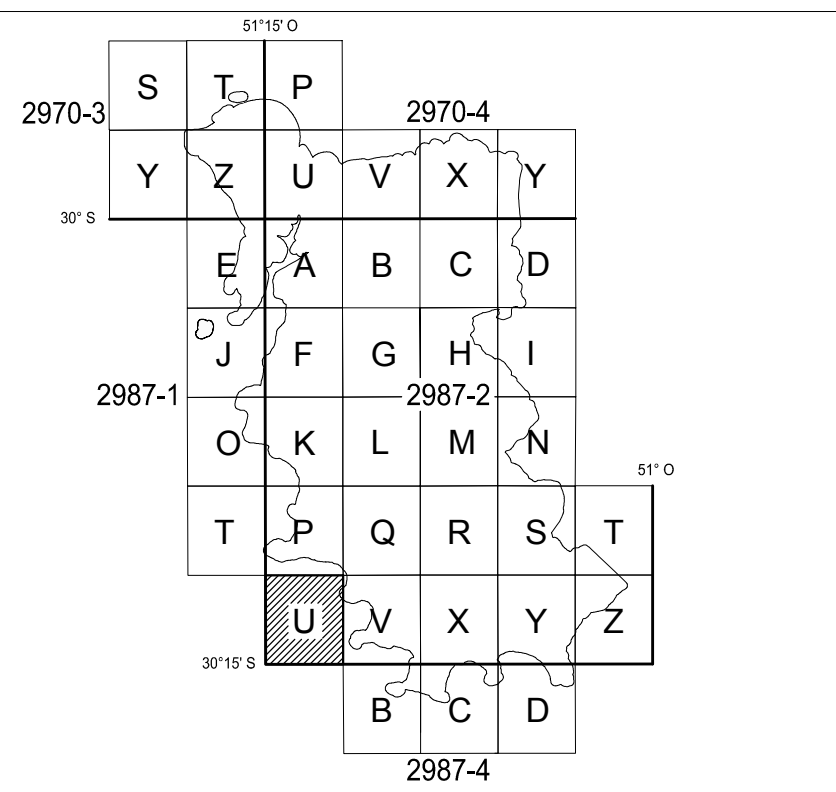 51°15' O
S T P
2970-3 2970-4
Y Z U V X Y
30° S
E A B C D
J F G H I
2987-1 2987-2
O K L M N
51° O
T P Q R S T
U V X Y Z
30°15' S
B C D
2987-4